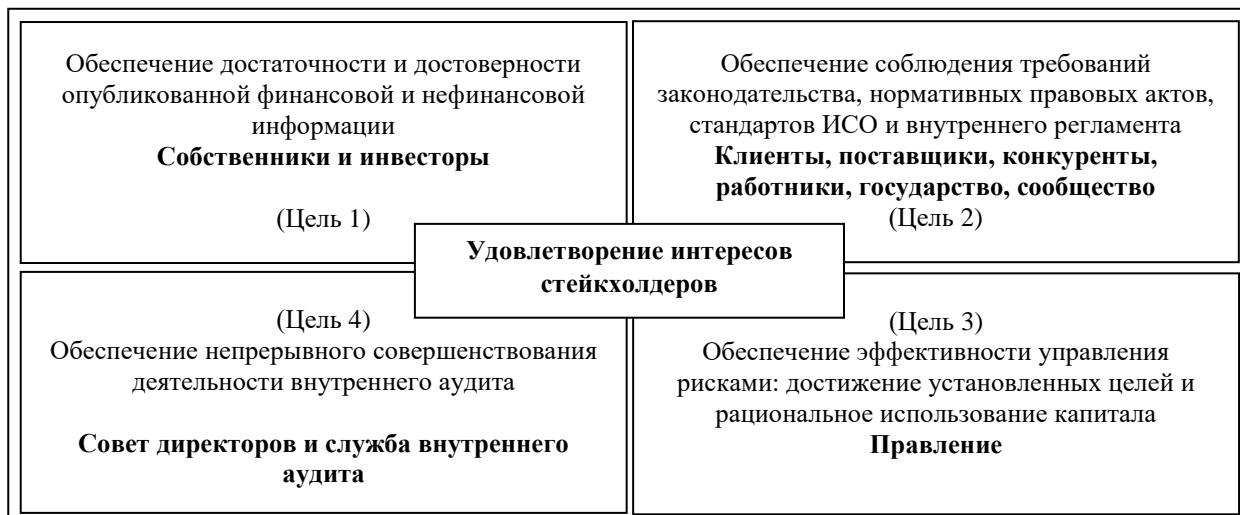 Обеспечение достаточности и достоверности
опубликованной финансовой и нефинансовой
информации
Собственники и инвесторы
(Цель 1)
Обеспечение соблюдения требований
законодательства, нормативных правовых актов,
стандартов ИСО и внутреннего регламента
Клиенты, поставщики, конкуренты,
работники, государство, сообщество
(Цель 2)
Удовлетворение интересов
стейкхолдеров
(Цель 4)
Обеспечение непрерывного совершенствования
деятельности внутреннего аудита
Совет директоров и служба внутреннего
аудита
(Цель 3)
Обеспечение эффективности управления
рисками: достижение установленных целей и
рациональное использование капитала
Правление